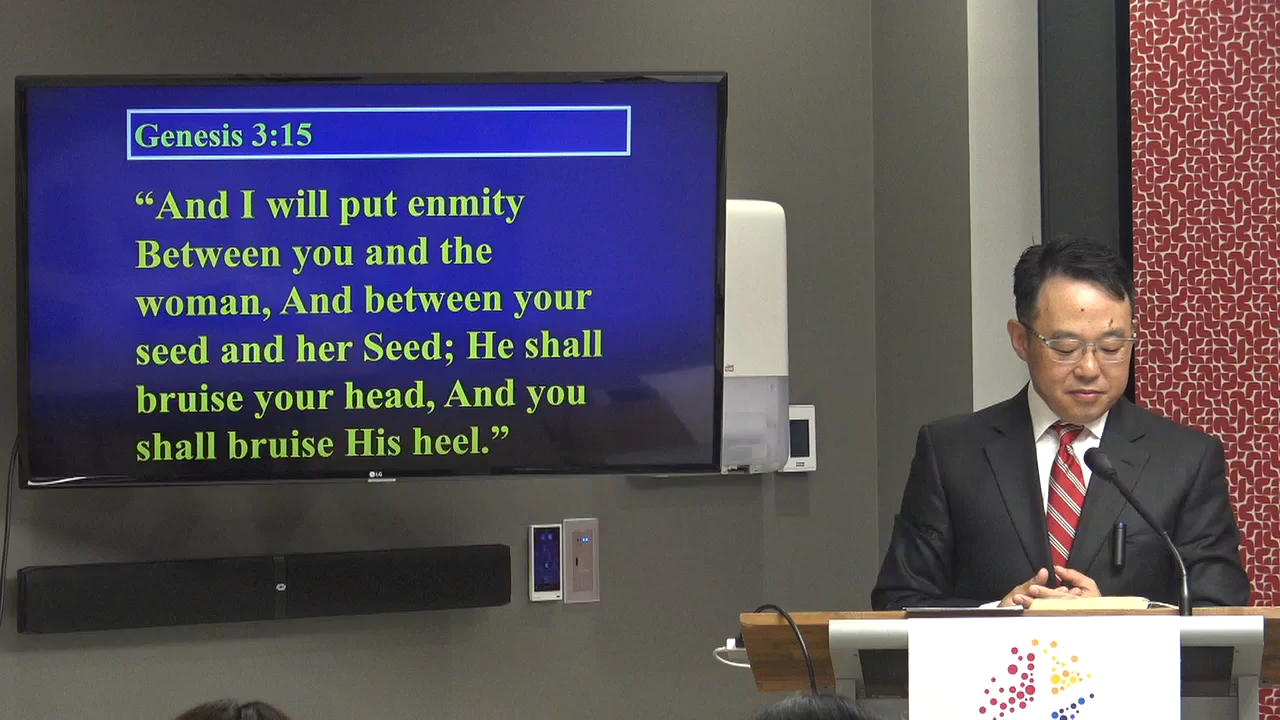 Genesis 3:15
“And I will put enmity
Between you and the
woman, And between your
seed and her Seed; He shall
bruise your head, And you
shall bruise His heel.”
LG